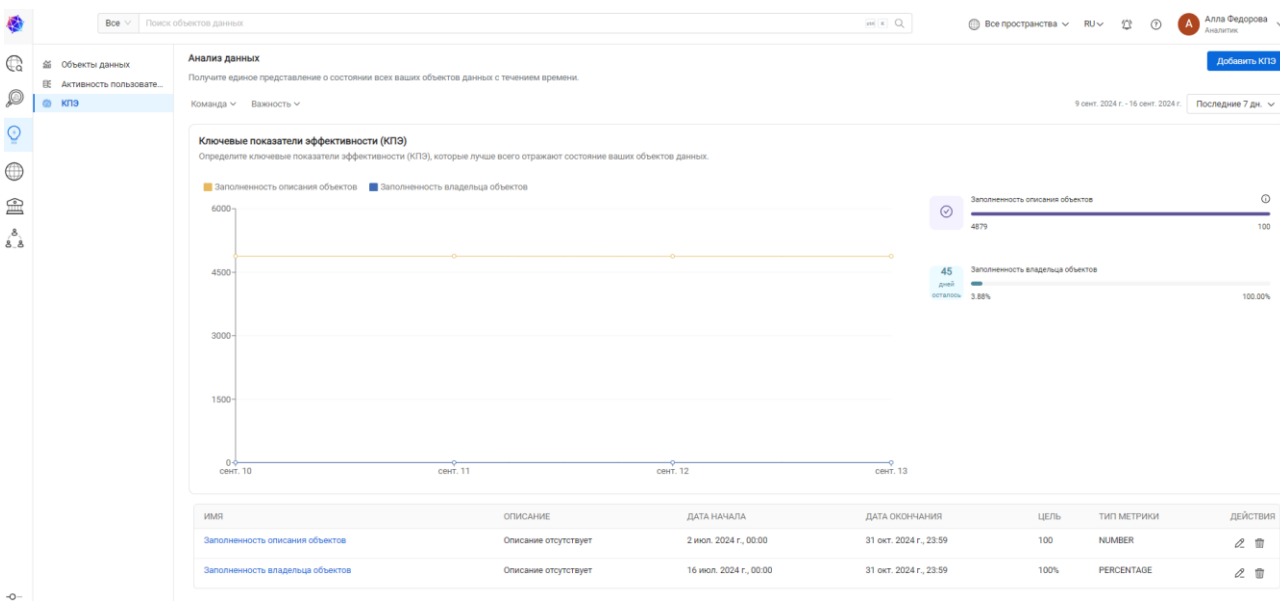 Все Поиск объектов данных Все пространства RU Алла Федорова
А Аналитик
Объекты данных
Активность пользовате...
КПЭ
Анализ данных
Получите единое представление о состоянии всех ваших объектов данных с течением времени.
Добавить КПЭ
Команда Важность 9 сент. 2024 г. - 16 сент. 2024 г. Последние 7 дн.
Ключевые показатели эффективности (КПЭ)
Определите ключевые показатели эффективности (КПЭ), которые лучше всего отражают состояние ваших объектов данных.
Заполненность описания объектов Заполненность владельца объектов
6000
4500
3000
1500
0
сент. 10 сент. 11 сент. 12 сент. 13
Заполненность описания объектов
4879 100
45 Заполненность владельца объектов
дней
осталось 3.88% 100.00%
ИМЯ ОПИСАНИЕ ДАТА НАЧАЛА ДАТА ОКОНЧАНИЯ ЦЕЛЬ ТИП МЕТРИКИ ДЕЙСТВИЯ
Заполненность описания объектов Описание отсутствует 2 июл. 2024 г., 00:00 31 окт. 2024 г., 23:59 100 NUMBER
Заполненность владельца объектов Описание отсутствует 16 июл. 2024 г., 00:00 31 окт. 2024 г., 23:59 100% PERCENTAGE